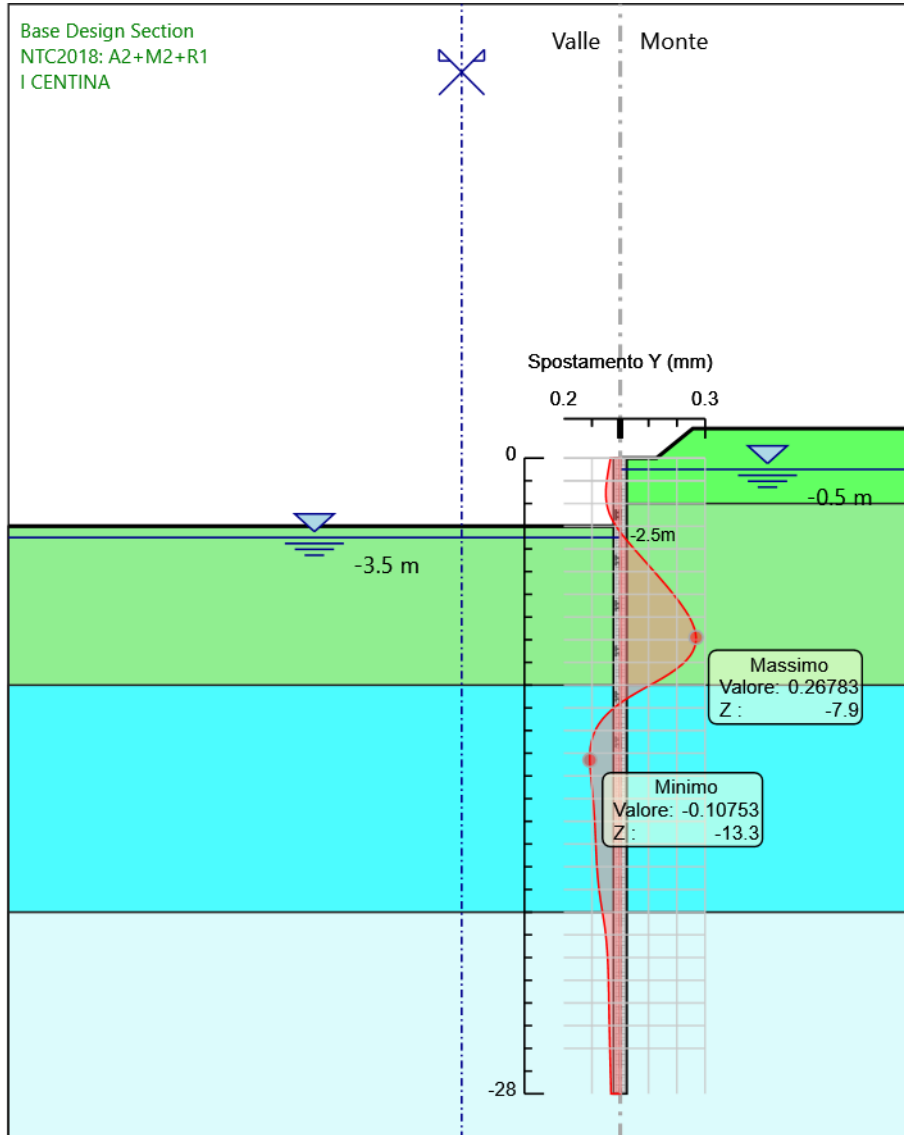 Base Design Section
NTC2018: A2+M2+R1
I CENTINA
Valle
Monte
Spostamento Y (mm)
0.2
0.3
0
-0.5 m
-2.5m
-3.5 m
Massimo
Valore: 0.26783
Z : -7.9
Minimo
Valore: -0.10753
Z : -13.3
-28